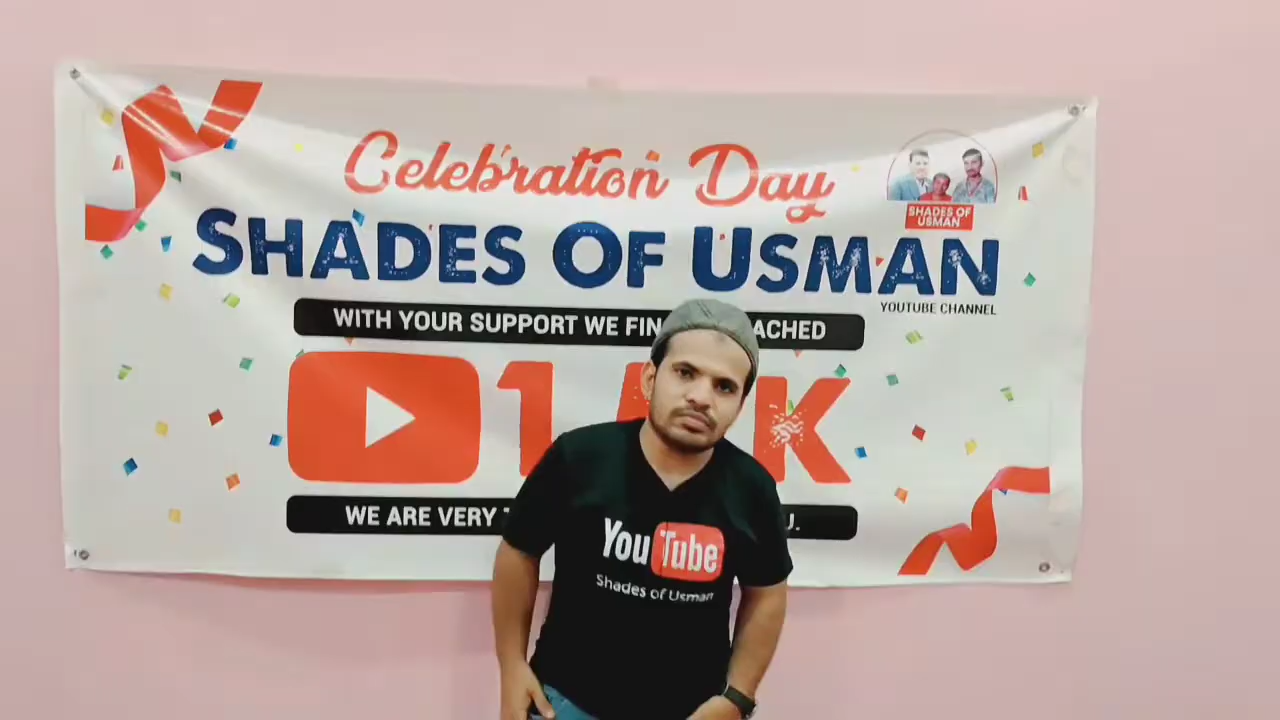 Celebration Day
SHADES OF USMAN
SHADES OF
USMAN
YOUTUBE CHANNEL
WITH YOUR SUPPORT WE ACHED
1 K
WE ARE VERY U.
YouTube
Shades of Usman